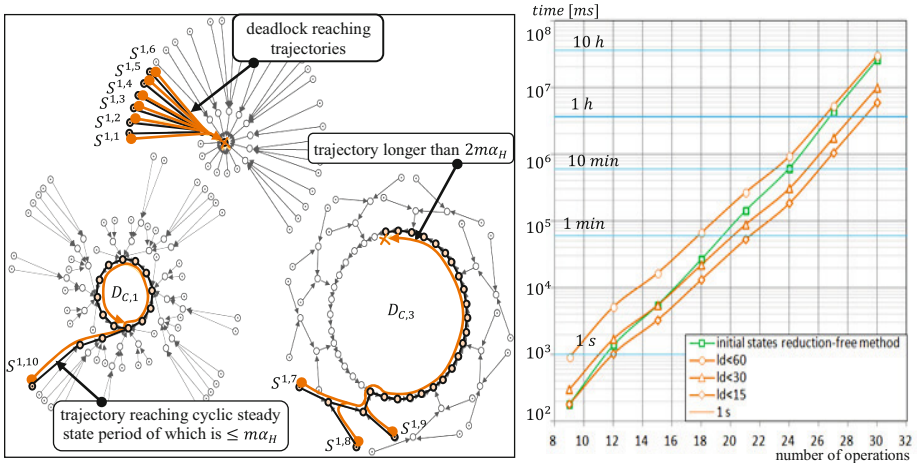 deadlock reaching
trajectories
S^{1,6}
S^{1,5}
S^{1,4}
S^{1,3}
S^{1,2}
S^{1,1}
trajectory longer than 2mα_H
D_{C,1}
D_{C,3}
S^{1,10}
S^{1,7}
S^{1,8}
S^{1,9}
trajectory reaching cyclic steady
state period of which is ≤ mα_H
time [ms]
10^8
10^7
10^6
10^5
10^4
10^3
10^2
10 h
1 h
10 min
1 min
1 s
initial states reduction-free method
ld<60
ld<30
ld<15
1 s
8 10 12 14 16 18 20 22 24 26 28 30 32
number of operations